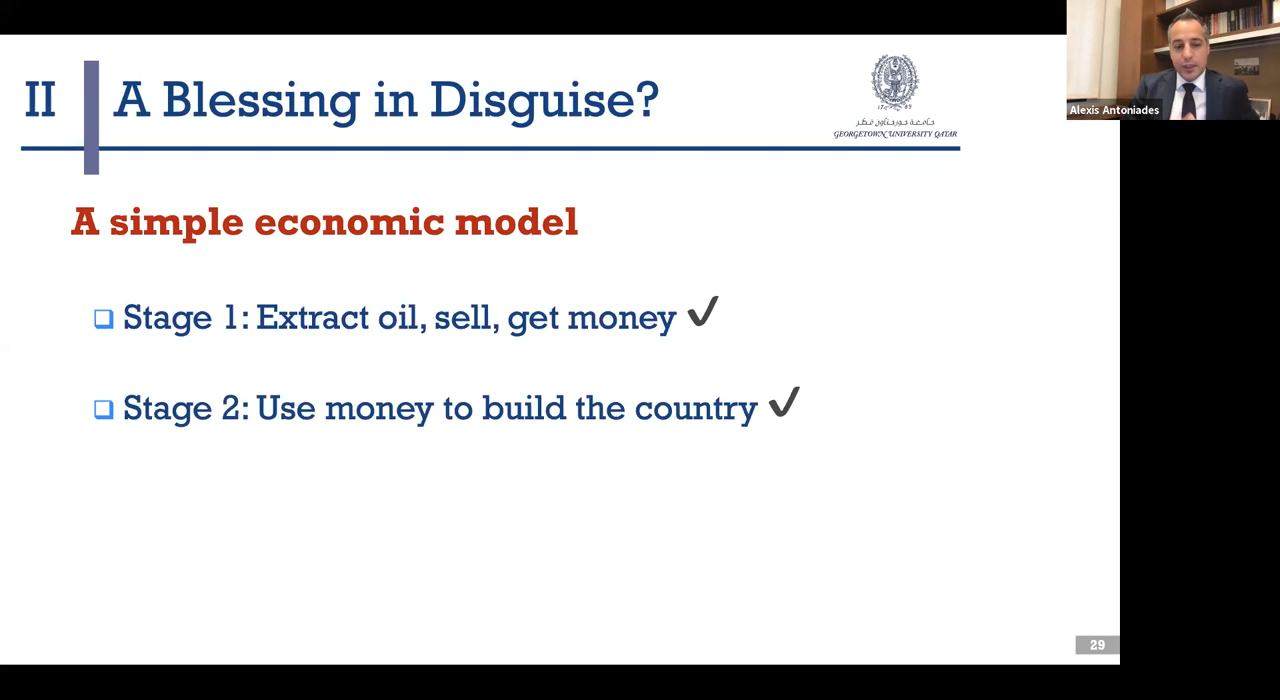 II A Blessing in Disguise?
جامعة جورجتاون قطر
GEORGETOWN UNIVERSITY QATAR
Alexis Antoniades
A simple economic model
Stage 1: Extract oil, sell, get money ✔
Stage 2: Use money to build the country ✔
29